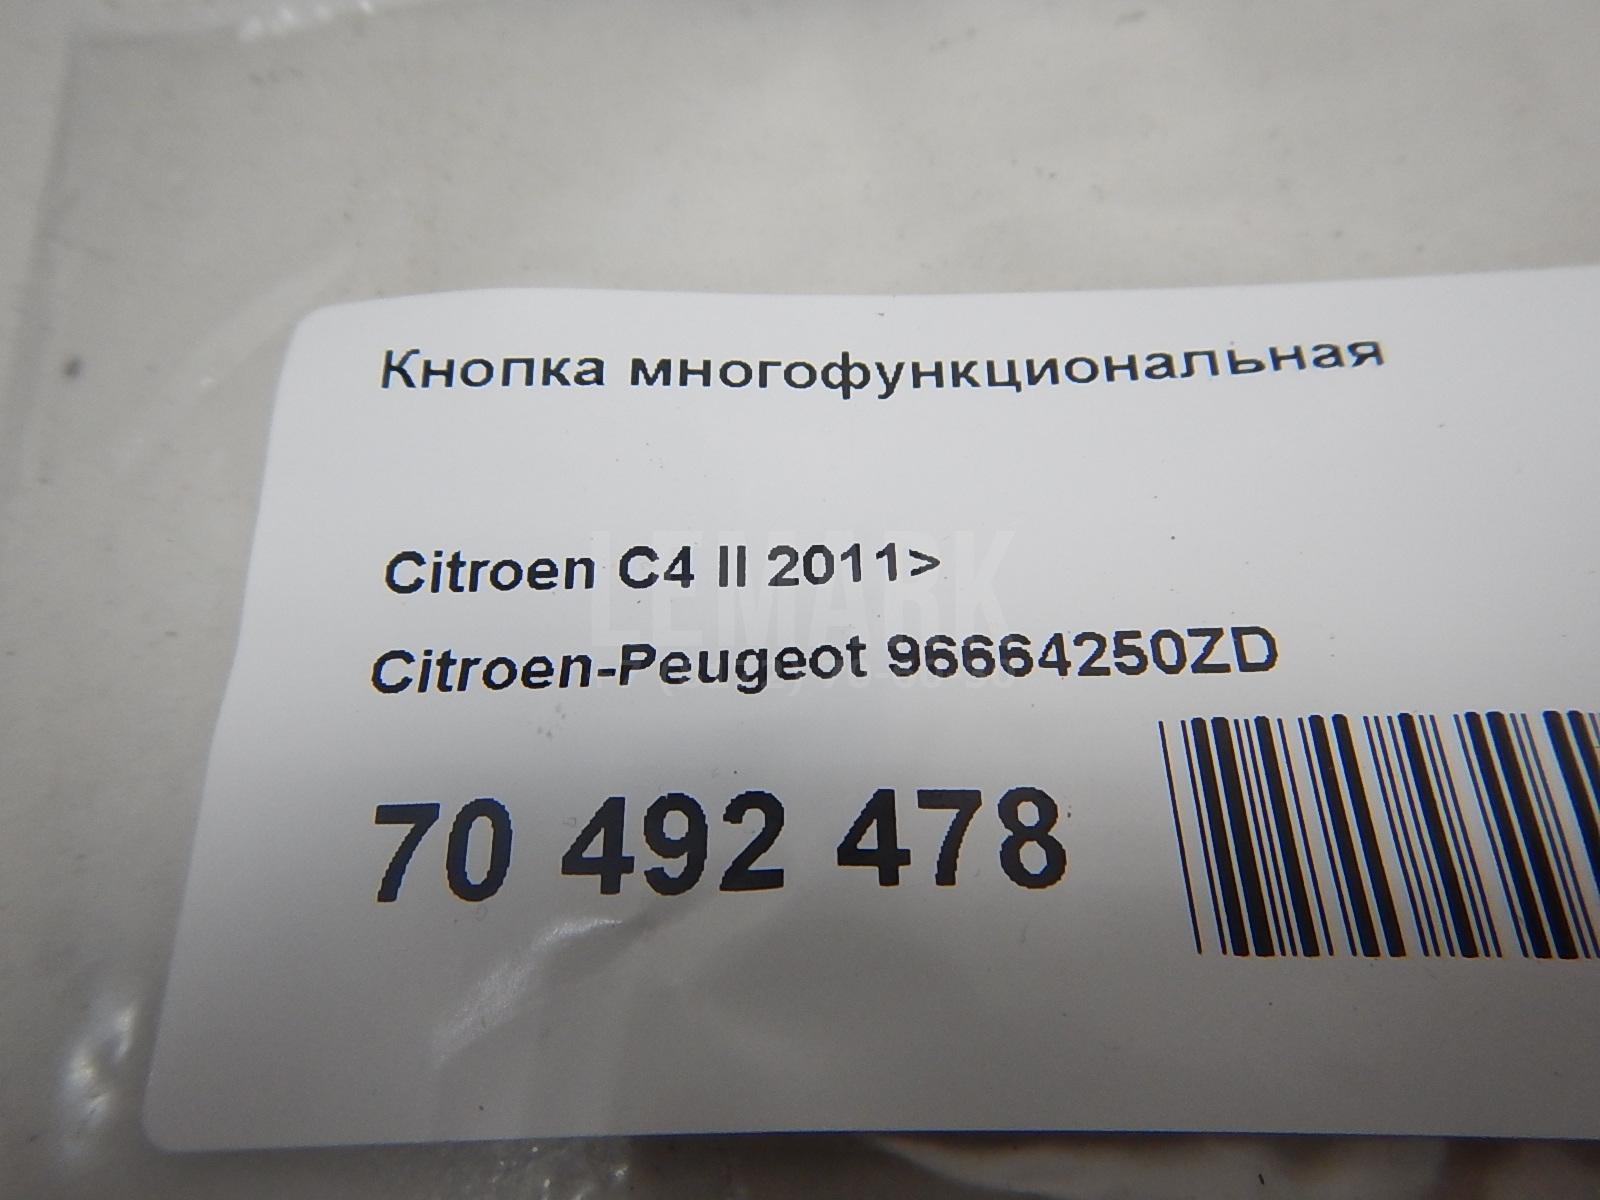 Кнопка многофункциональная
Citroen C4 II 2011>
LEMARK
Citroen-Peugeot 96664250ZD
70 492 478